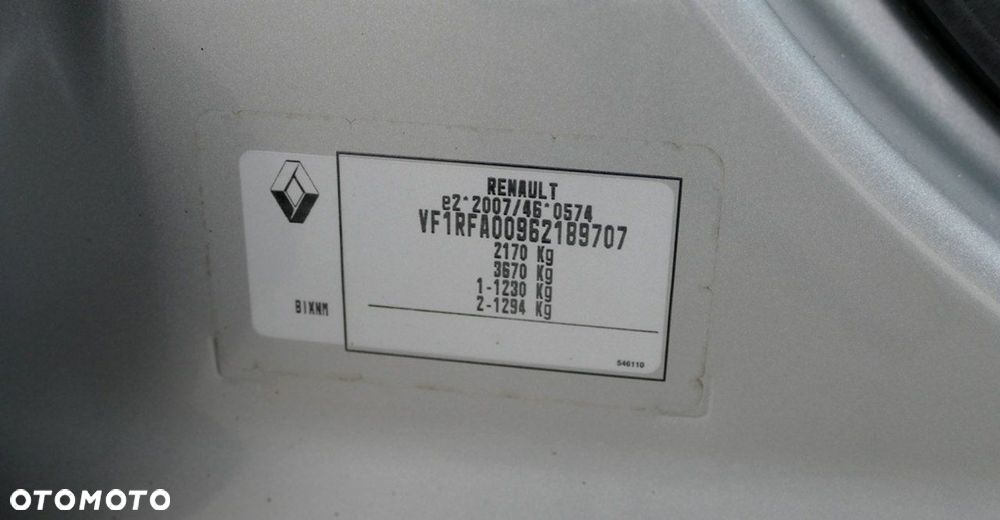 RENAULT
e2*2007/46*0574
VF1RFA00962189707
2170 Kg
3670 Kg
1-1230 Kg
2-1294 Kg
BIXNM
546110
OTOMOTO